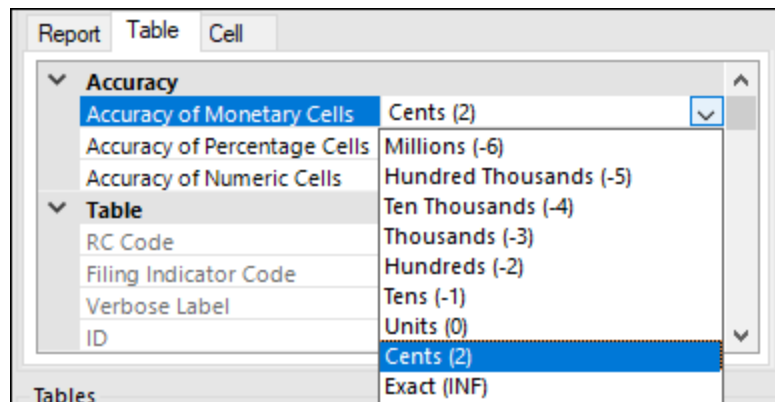 Report Table Cell
Accuracy
Accuracy of Monetary Cells Cents (2)
Accuracy of Percentage Cells Millions (-6)
Accuracy of Numeric Cells Hundred Thousands (-5)
Table Ten Thousands (-4)
RC Code Thousands (-3)
Filing Indicator Code Hundreds (-2)
Verbose Label Tens (-1)
ID Units (0)
Cents (2)
Tables Exact (INF)